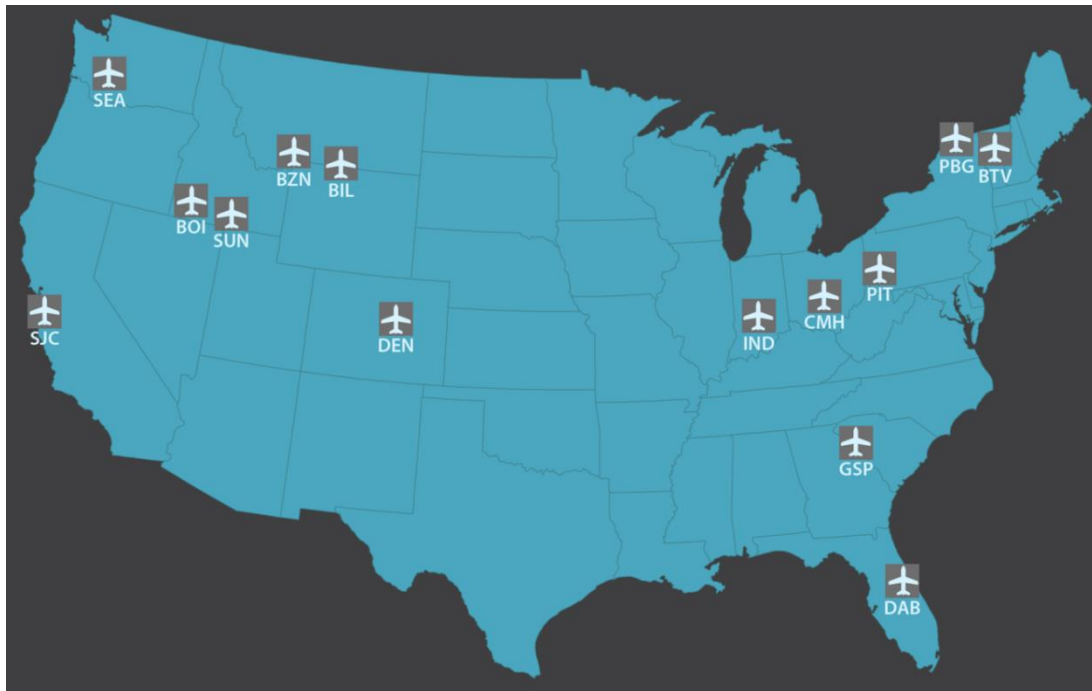 SEA
PBG
BTV
BZN
BIL
BOI
SUN
PIT
CMH
SJC
DEN
IND
GSP
DAB